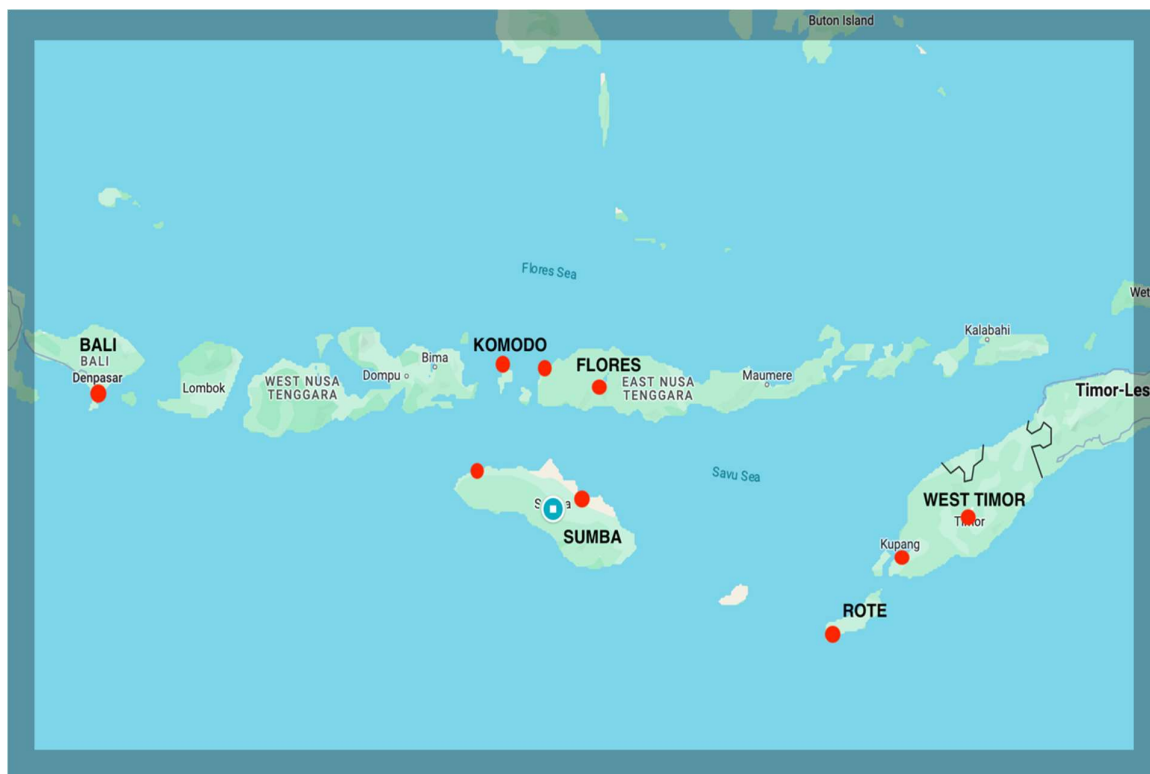 Buton Island
Flores Sea
Wet
Kalabahi
BALI
BALI
Denpasar
Lombok
WEST NUSA
TENGGARA
Dompu
Bima
KOMODO
FLORES
EAST NUSA
TENGGARA
Maumere
Timor-Les
Savu Sea
SUMBA
WEST TIMOR
Timor
Kupang
ROTE